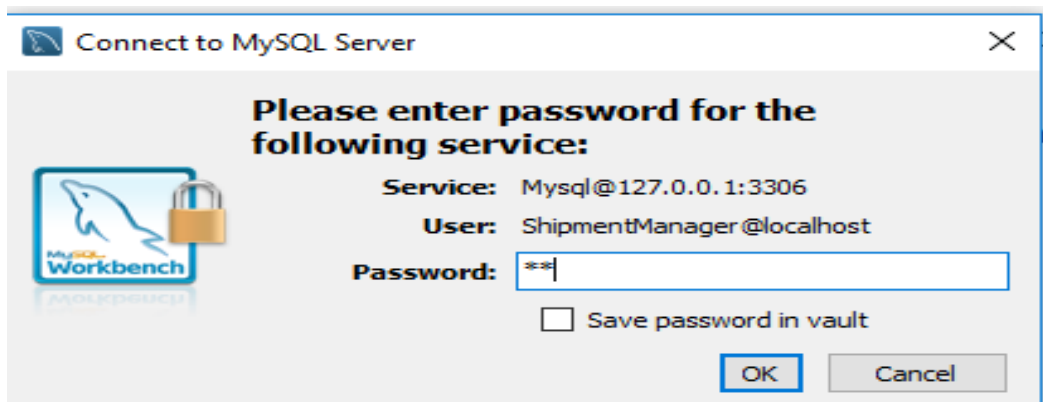 Connect to MySQL Server
Please enter password for the
following service:
Service: Mysql@127.0.0.1:3306
User: ShipmentManager@localhost
MySQL
Workbench
Password: **
Save password in vault
OK Cancel